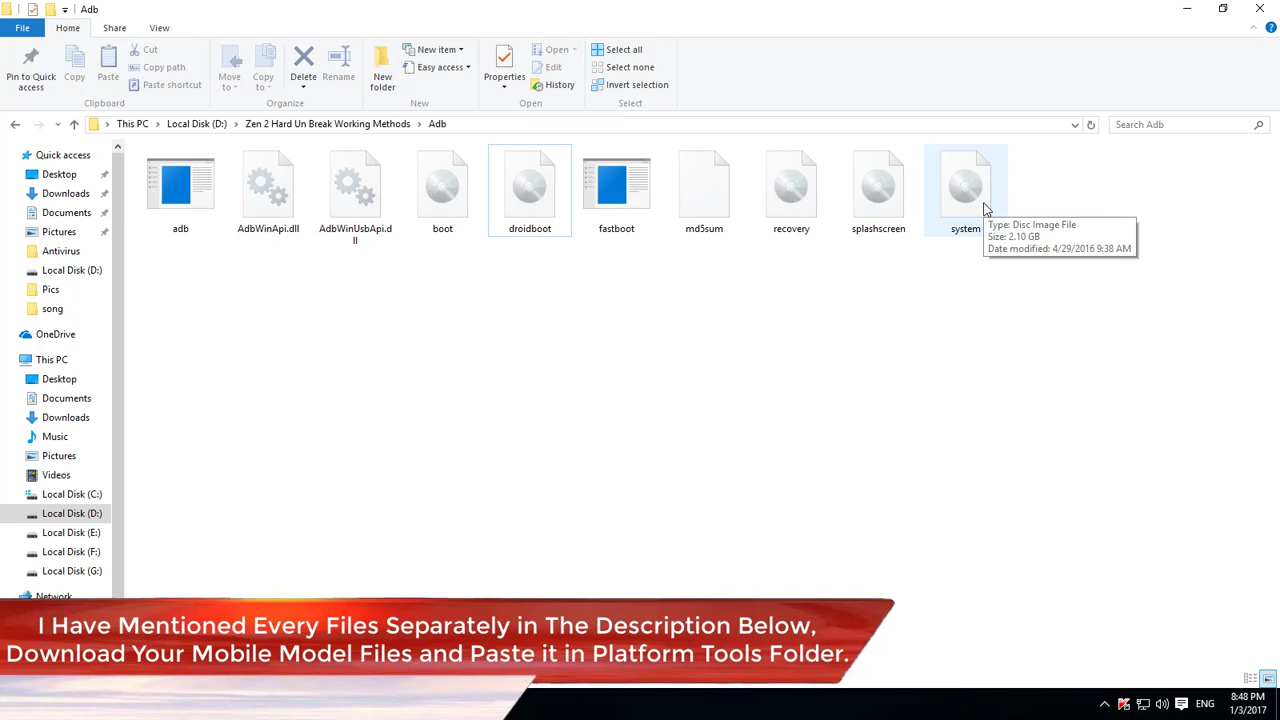 Adb
File
Home
Share
View
Pin to Quick
access
Copy
Paste
Cut
Copy path
Paste shortcut
Clipboard
Move
to
Copy
to
Delete
Rename
Organize
New
folder
New item
Easy access
New
Properties
Open
Edit
History
Open
Select all
Select none
Invert selection
Select
This PC
Local Disk (D:)
Zen 2 Hard Un Break Working Methods
Adb
Search Adb
Quick access
Desktop
Downloads
Documents
Pictures
Antivirus
Local Disk (D:)
Pics
song
OneDrive
This PC
Desktop
Documents
Downloads
Music
Pictures
Videos
Local Disk (C:)
Local Disk (D:)
Local Disk (E:)
Local Disk (F:)
Local Disk (G:)
Network
adb
AdbWinApi.dll
AdbWinUsbApi.d
ll
boot
droidboot
fastboot
md5sum
recovery
splashscreen
system
Type: Disc Image File
Size: 2.10 GB
Date modified: 4/29/2016 9:38 AM
I Have Mentioned Every Files Separately in The Description Below,
Download Your Mobile Model Files and Paste it in Platform Tools Folder.
ENG
8:48 PM
1/3/2017